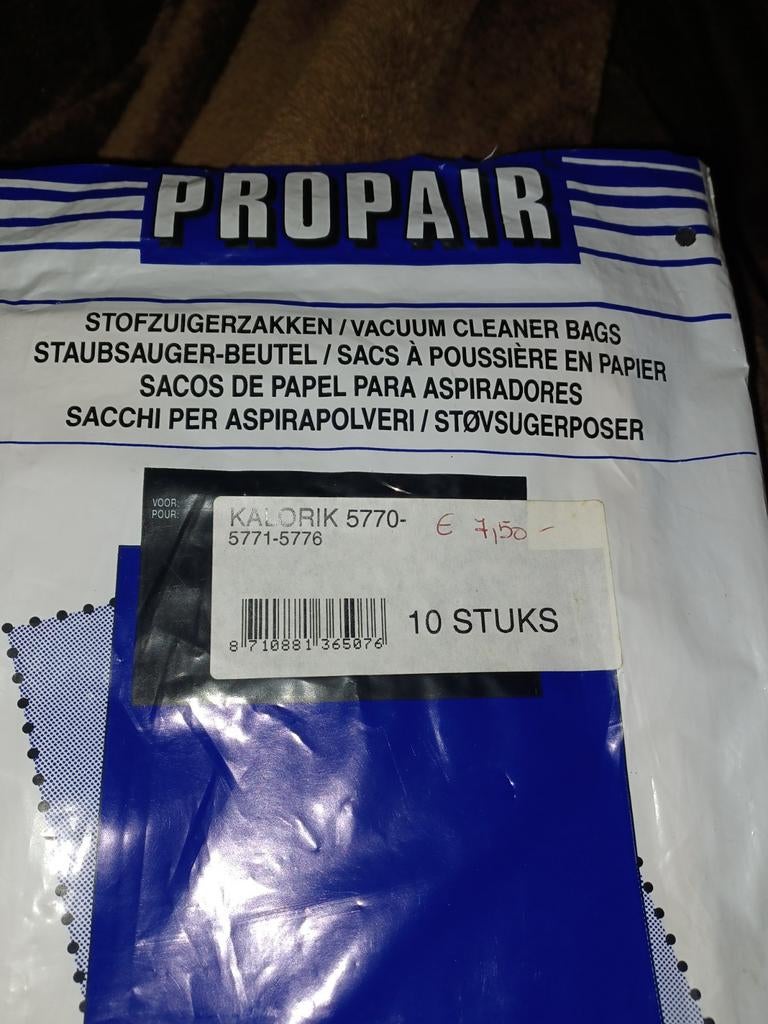 PROPAIR
STOFZUIGERZAKKEN / VACUUM CLEANER BAGS
STAUBSAUGER-BEUTEL / SACS À POUSSIÈRE EN PAPIER
SACOS DE PAPEL PARA ASPIRADORES
SACCHI PER ASPIRAPOLVERI / STØVSUGERPOSER
VOOR:
POUR:
KALORIK 5770-
5771-5776
€ 7,50-
10 STUKS
8 710881 365076